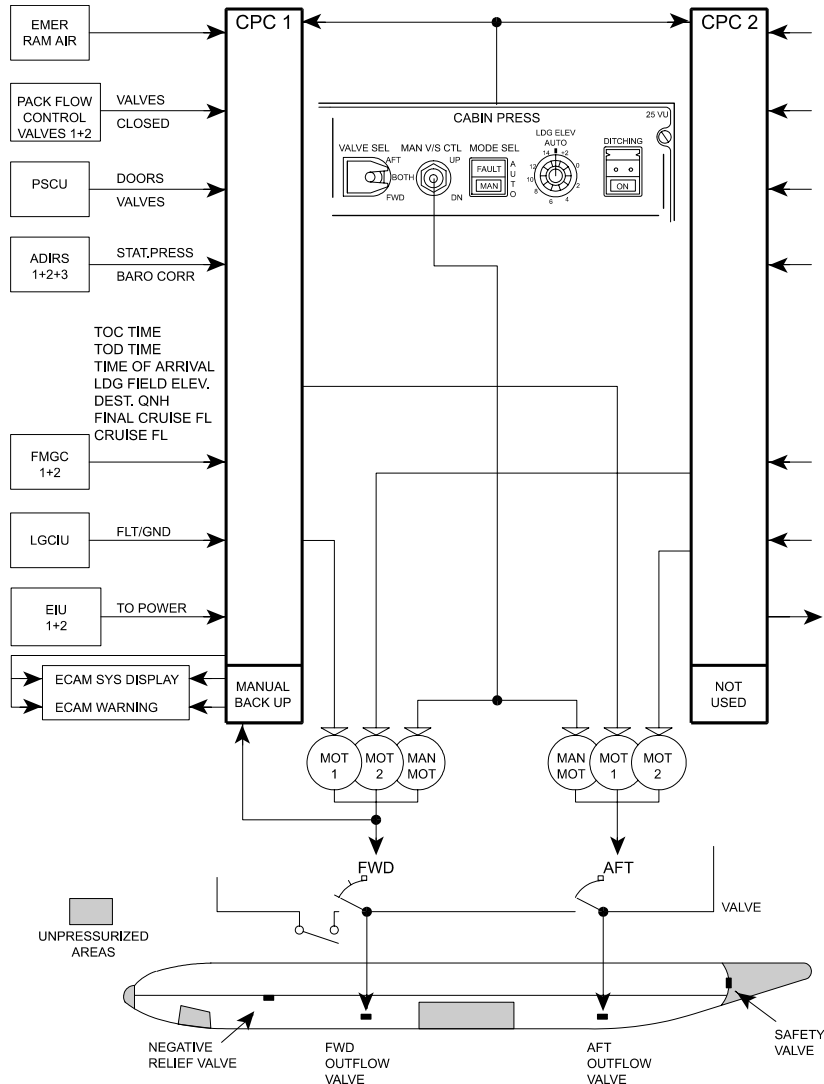 EMER
RAM AIR
CPC 1
CPC 2
PACK FLOW
CONTROL
VALVES 1+2
VALVES
CLOSED
CABIN PRESS
25 VU
VALVE SEL
AFT
BOTH
FWD
MAN V/S CTL
UP
DN
MODE SEL
FAULT
MAN
AUTO
LDG ELEV
AUTO
14
+2
12
0
10
2
8
4
6
DITCHING
ON
PSCU
DOORS
VALVES
ADIRS
1+2+3
STAT.PRESS
BARO CORR
TOC TIME
TOD TIME
TIME OF ARRIVAL
LDG FIELD ELEV.
DEST. QNH
FINAL CRUISE FL
CRUISE FL
FMGC
1+2
LGCIU
FLT/GND
EIU
1+2
TO POWER
ECAM SYS DISPLAY
ECAM WARNING
MANUAL
BACK UP
NOT
USED
MOT
1
MOT
2
MAN
MOT
MAN
MOT
MOT
1
MOT
2
FWD
AFT
VALVE
UNPRESSURIZED
AREAS
NEGATIVE
RELIEF VALVE
FWD
OUTFLOW
VALVE
AFT
OUTFLOW
VALVE
SAFETY
VALVE